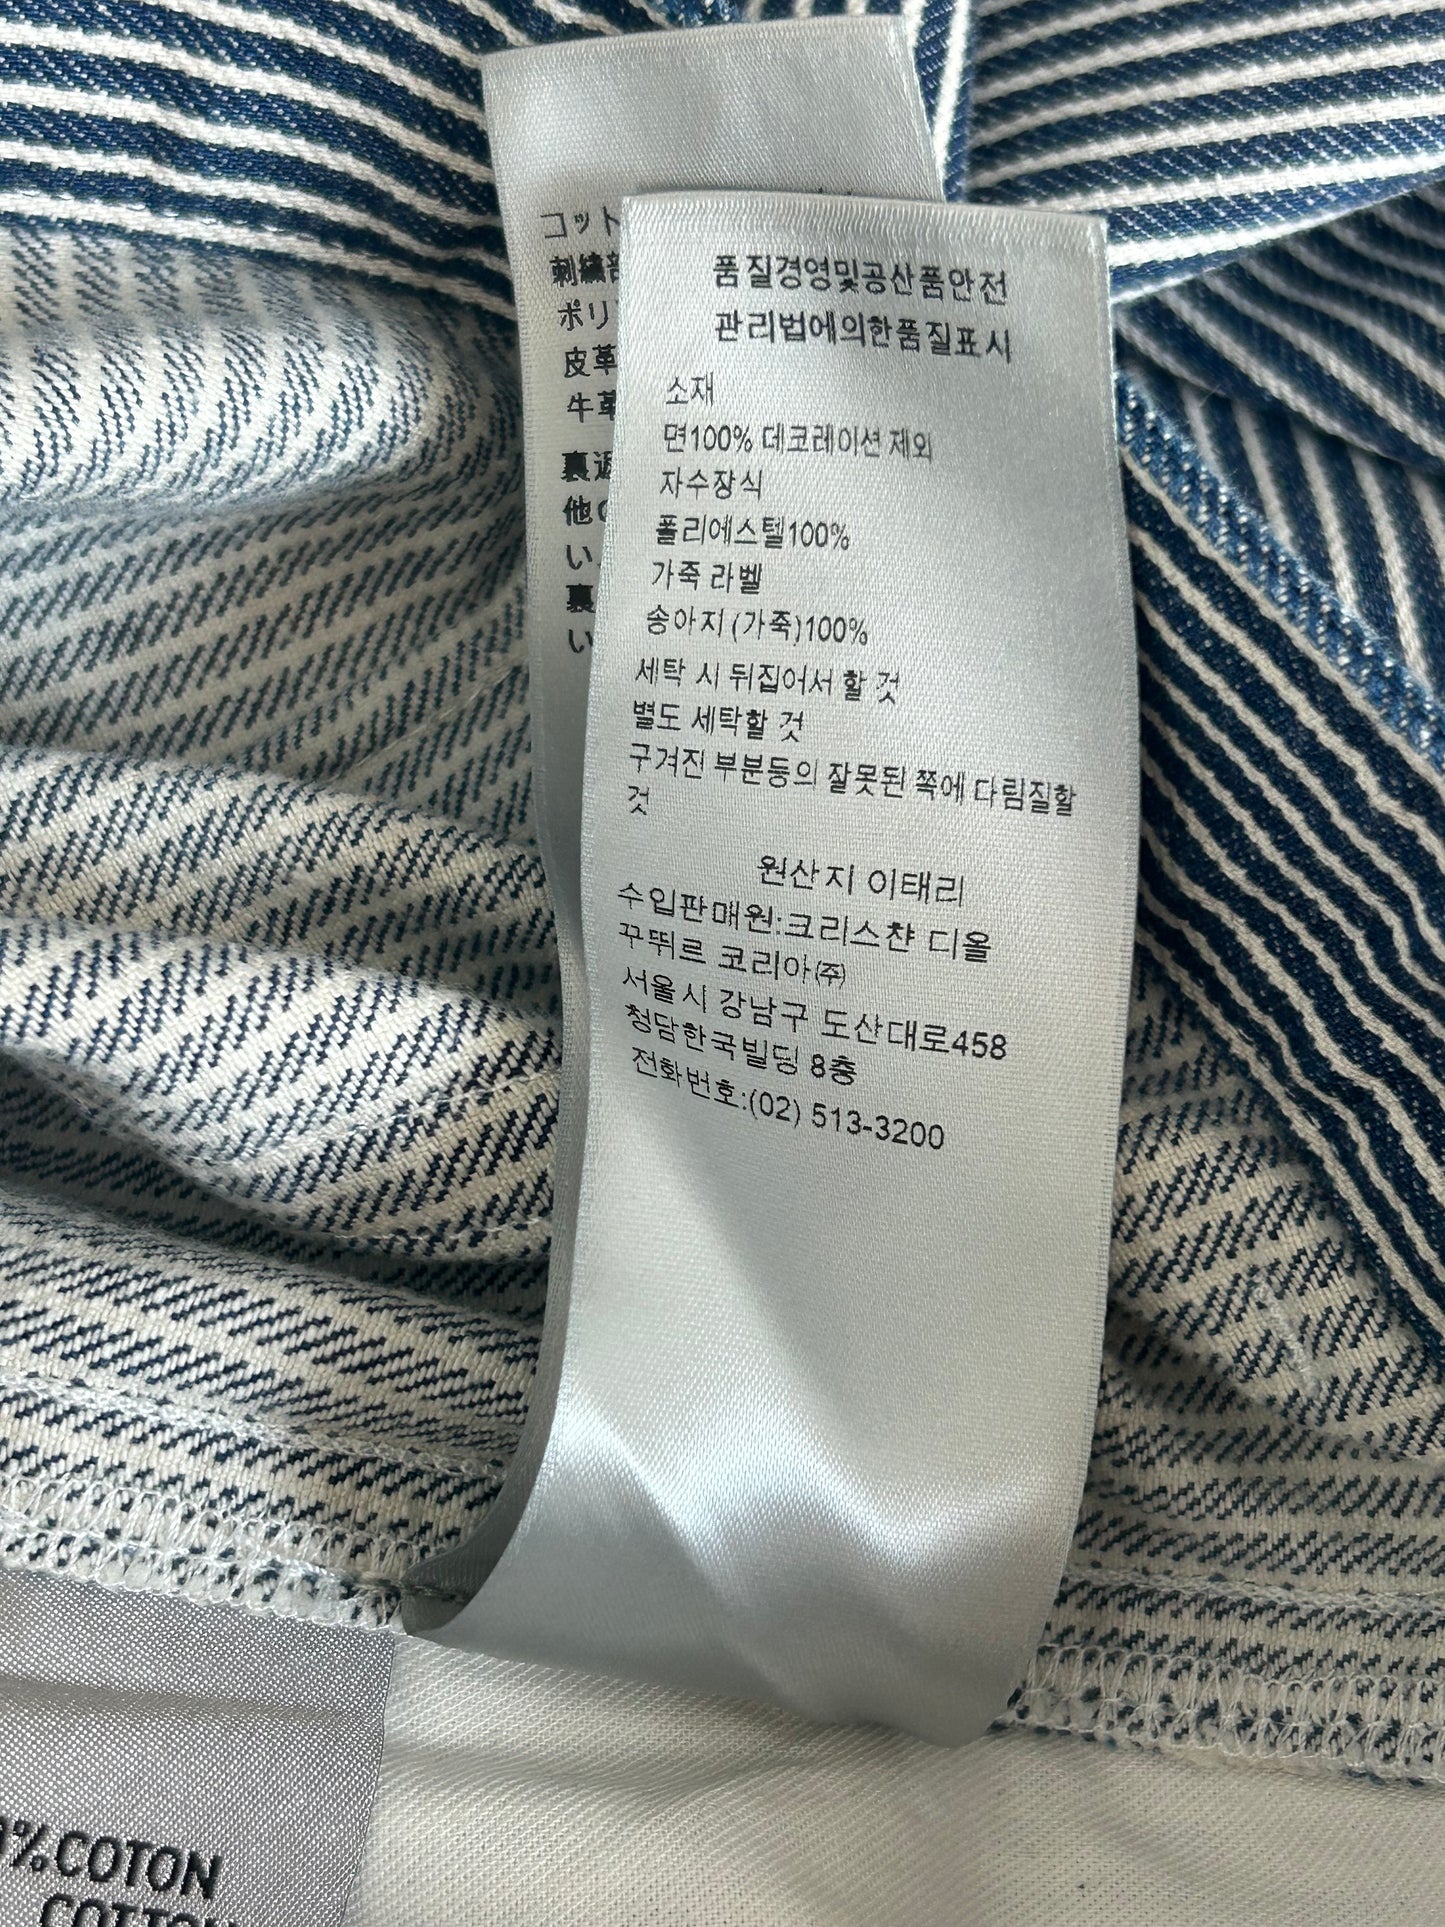 コット
刺繍部
ポリ
皮革
牛革
裏返
他の
い
裏
い
품질경영및공산품안전
관리법에의한품질표시
소재
면100% 데코레이션 제외
자수장식
폴리에스텔100%
가죽 라벨
송아지 (가죽)100%
세탁 시 뒤집어서 할 것
별도 세탁할 것
구겨진 부분등의 잘못된 쪽에 다림질할
것
원산지 이태리
수입판매원:크리스챤 디올
꾸뛰르 코리아㈜
서울시 강남구 도산대로458
청담한국빌딩 8층
전화번호:(02) 513-3200
%COTON
COTTON